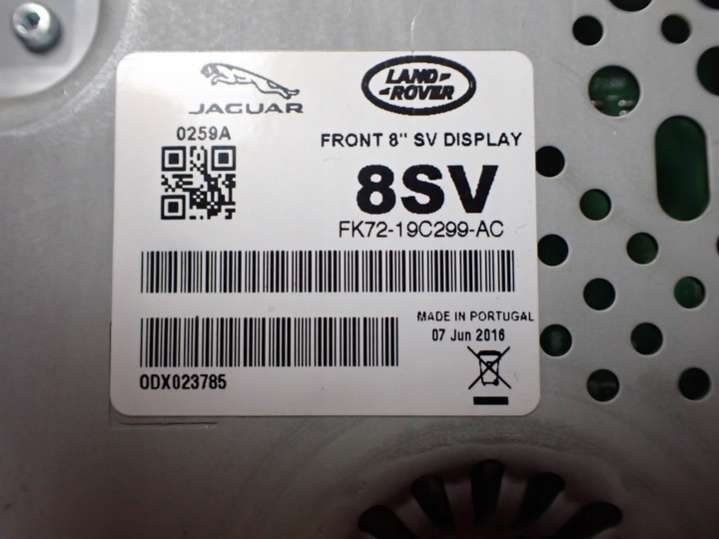 JAGUAR
LAND ROVER
0259A
FRONT 8" SV DISPLAY
8SV
FK72-19C299-AC
MADE IN PORTUGAL
07 Jun 2016
ODX023785